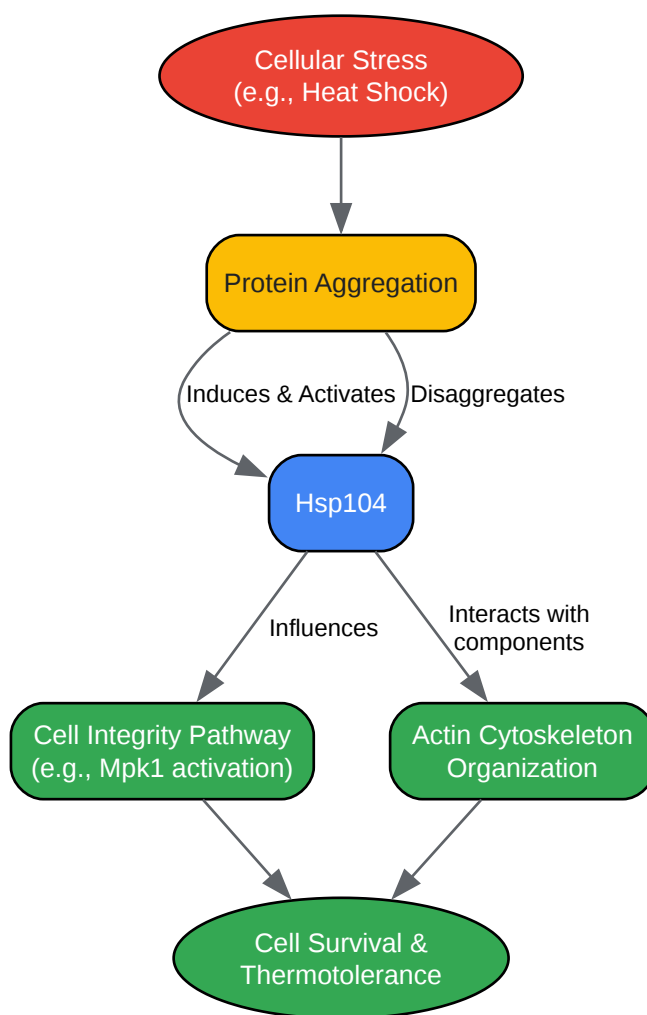 Cellular Stress
(e.g., Heat Shock)
Protein Aggregation
Induces & Activates
Disaggregates
Hsp104
Influences
Interacts with
components
Cell Integrity Pathway
(e.g., Mpk1 activation)
Actin Cytoskeleton
Organization
Cell Survival &
Thermotolerance